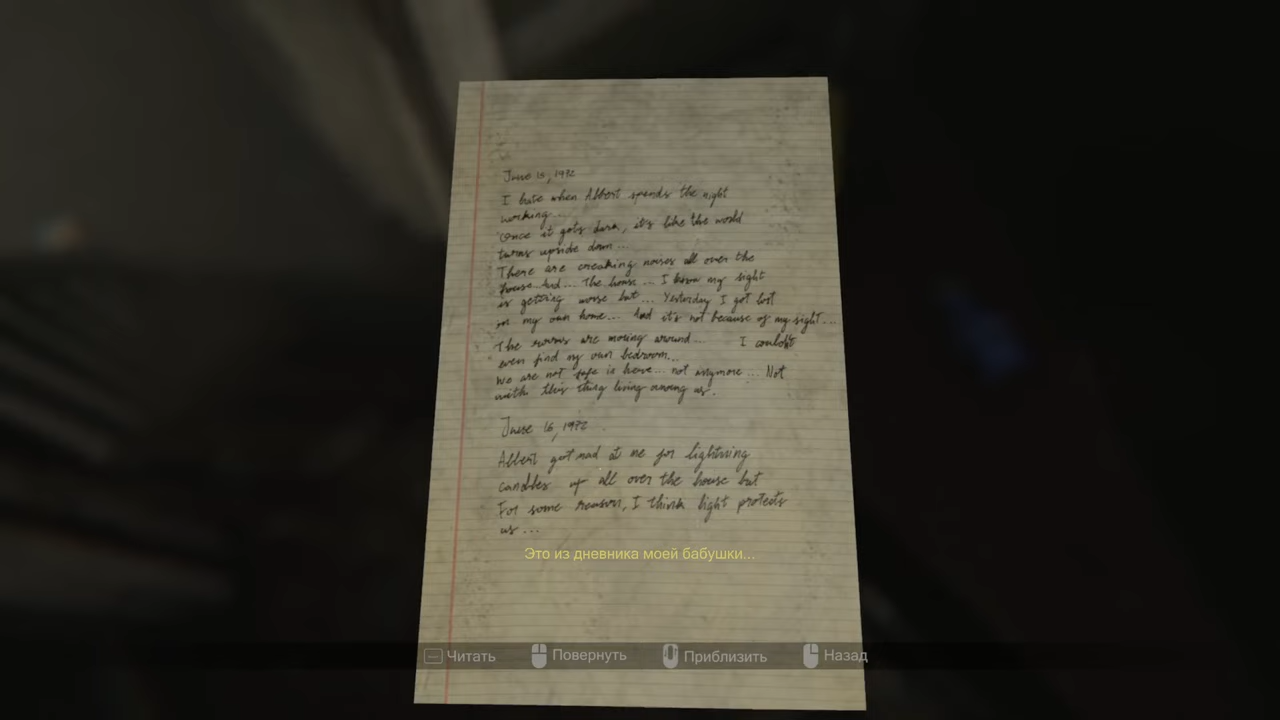 June 15, 1972
I hate when Albert spends the night
working...
Once it gets dark, it's like the world
turns upside down...
There are creaking noises all over the
house. And... The house... I know my sight
is getting worse but... Yesterday I got lost
in my own home... And it's not because of my sight...
The rooms are moving around... I couldn't
even find my own bedroom...
We are not safe in here... not anymore... Not
with this thing living among us.
June 16, 1972
Albert got mad at me for lightning
candles up all over the house but
For some reason, I think light protects
us...
Это из дневника моей бабушки...
Читать Повернуть Приблизить Назад